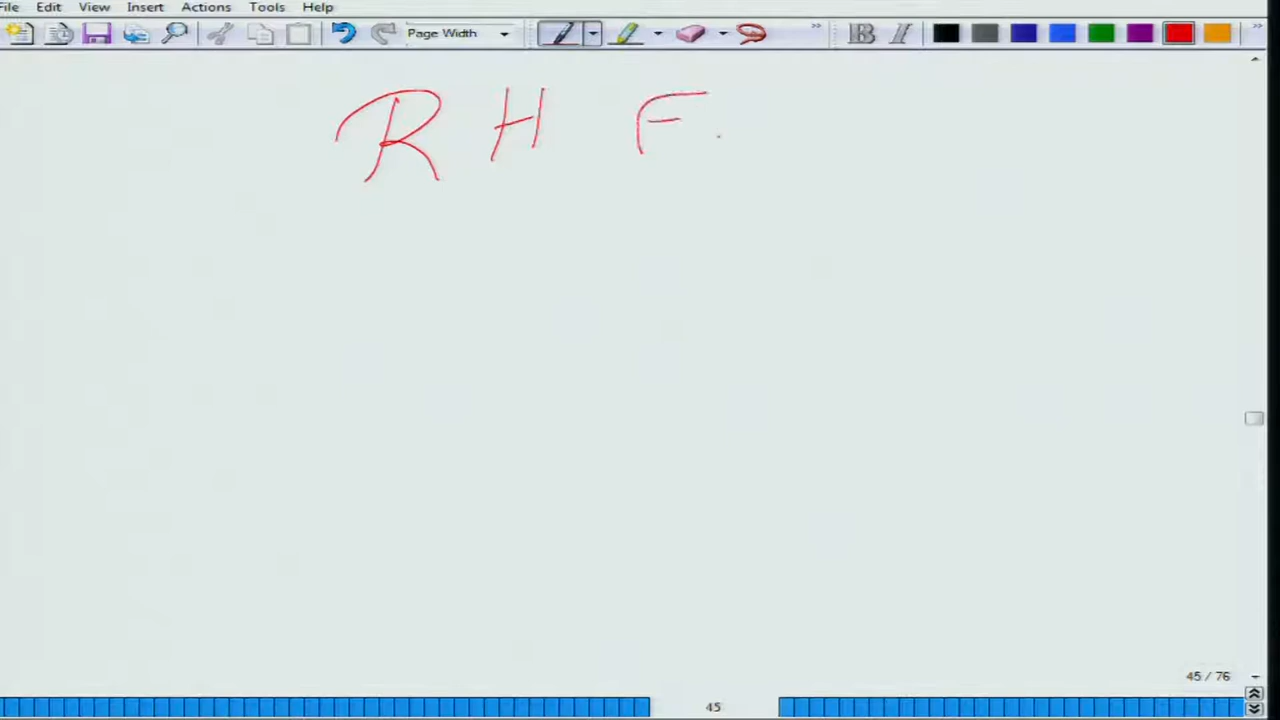 File Edit View Insert Actions Tools Help
Page Width
B I
R H F
45 / 76
45